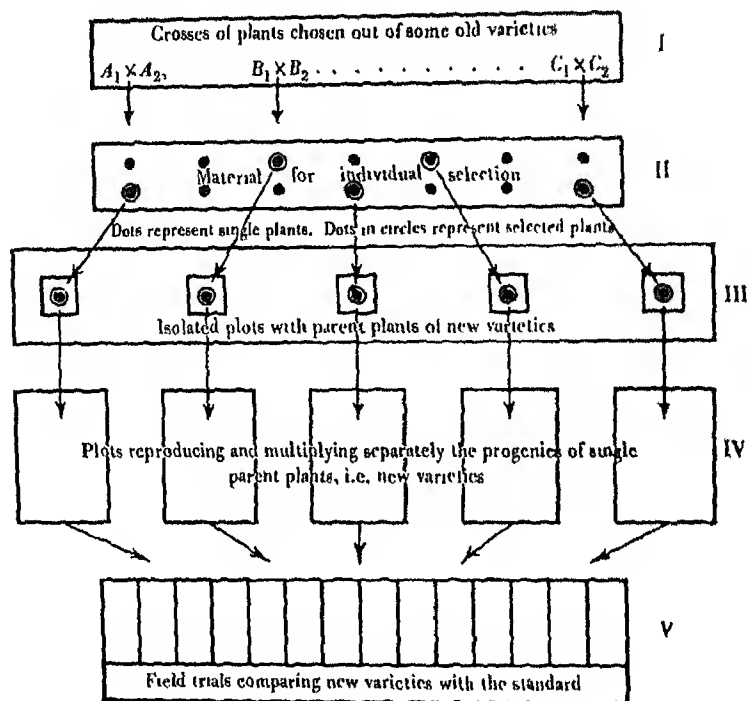 Crosses of plants chosen out of some old varieties
I
A₁ × A₂, B₁ × B₂ . . . . . . . . . . . C₁ × C₂
Material for individual selection
II
Dots represent single plants. Dots in circles represent selected plants
III
Isolated plots with parent plants of new varieties
Plots reproducing and multiplying separately the progenies of single
IV
parent plants, i.e. new varieties
V
Field trials comparing new varieties with the standard